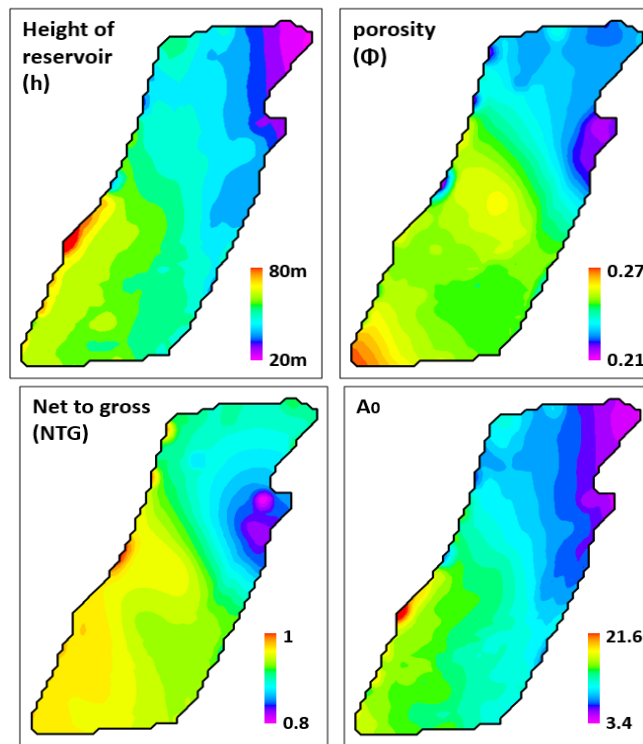 Height of
reservoir
(h)
80m
20m
porosity
(Φ)
0.27
0.21
Net to gross
(NTG)
1
0.8
A0
21.6
3.4